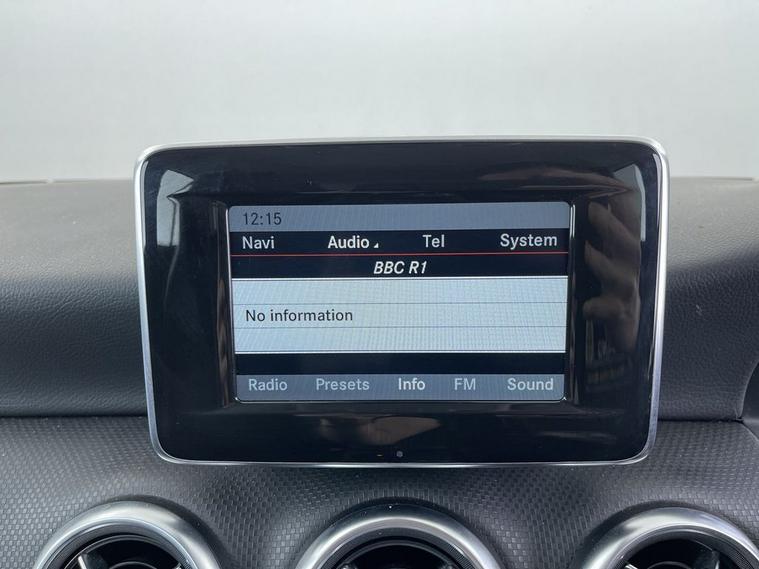 12:15
Navi Audio Tel System
BBC R1
No information
Radio Presets Info FM Sound